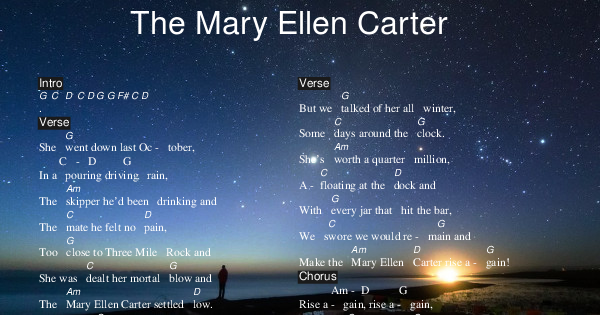 The Mary Ellen Carter
Intro
G C D C D G G F# C D
Verse
G
She went down last Oc - tober,
C - D G
In a pouring driving rain,
Am
The skipper he'd been drinking and
C D
The mate he felt no pain,
G
Too close to Three Mile Rock and
C G
She was dealt her mortal blow and
Am D
The Mary Ellen Carter settled low.
Verse
G
But we talked of her all winter,
C G
Some days around the clock.
Am
She's worth a quarter million,
C D
A - floating at the dock and
G
With every jar that hit the bar,
C G
We swore we would re - main and
Am D G
Make the Mary Ellen Carter rise a - gain!
Chorus
Am - D G
Rise a - gain, rise a - gain,